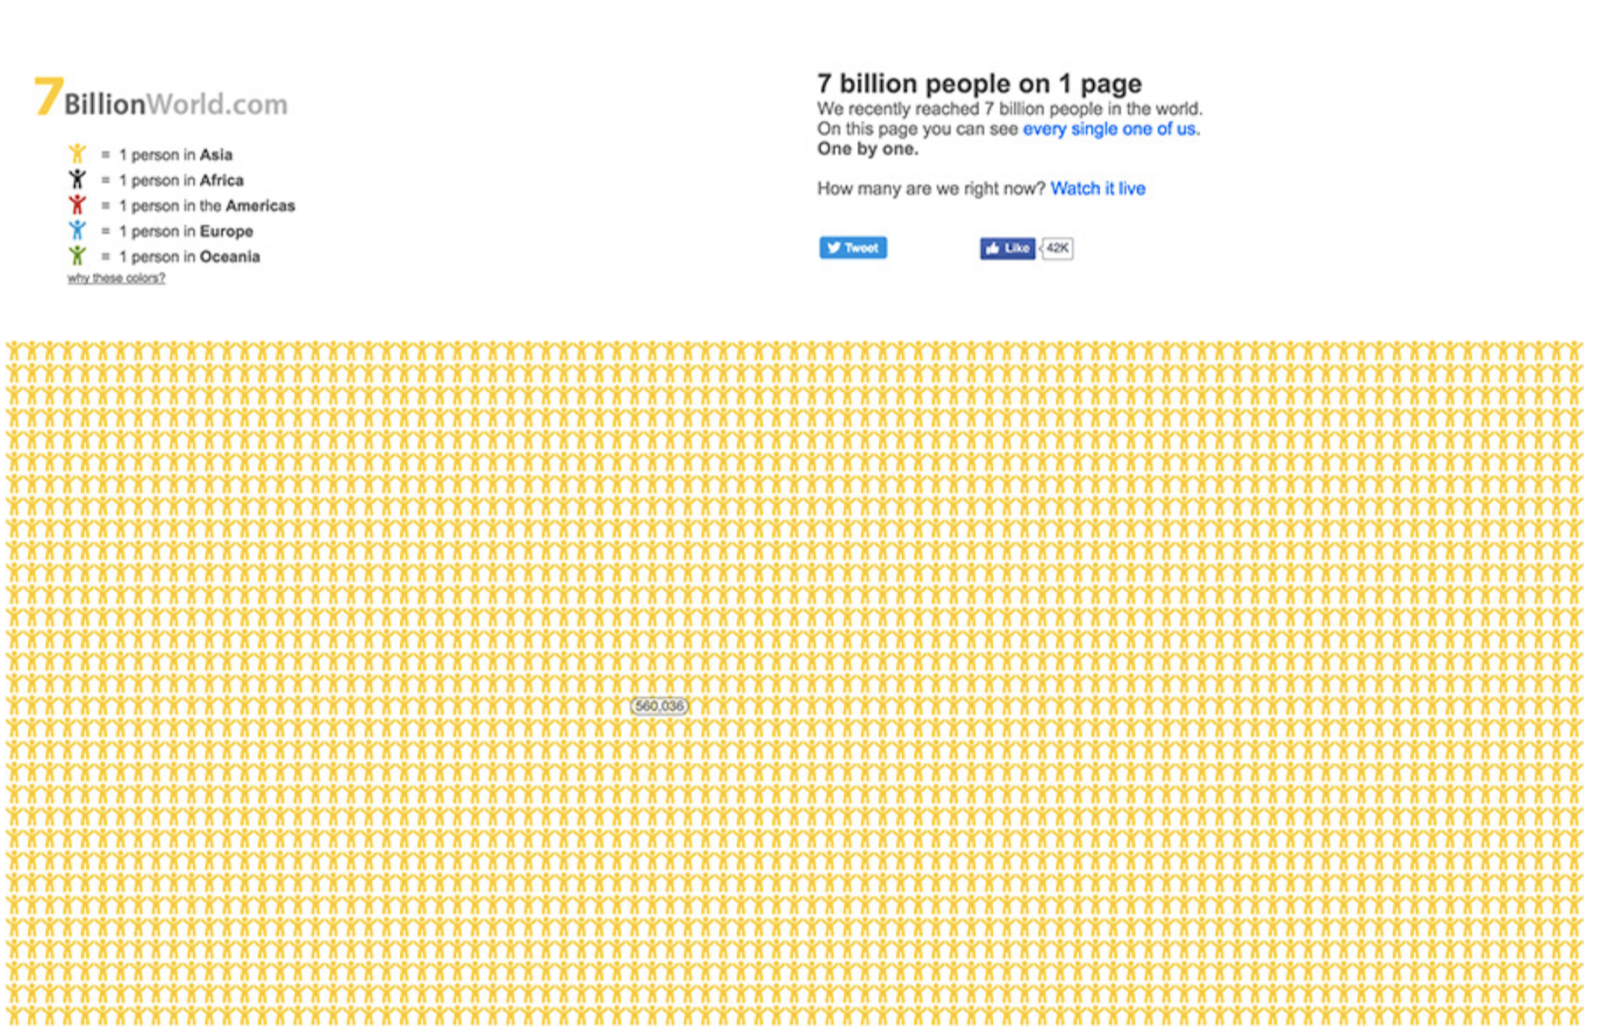 7BillionWorld.com
= 1 person in Asia
= 1 person in Africa
= 1 person in the Americas
= 1 person in Europe
= 1 person in Oceania
why these colors?
7 billion people on 1 page
We recently reached 7 billion people in the world.
On this page you can see every single one of us.
One by one.
How many are we right now? Watch it live
Tweet
Like 42K
560,036